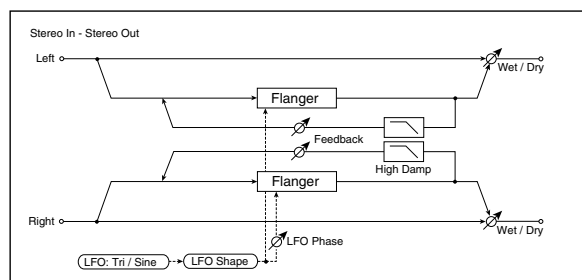 Stereo In - Stereo Out
Left
Wet / Dry
Flanger
Feedback
High Damp
Flanger
Right
Wet / Dry
LFO Phase
LFO: Tri / Sine
LFO Shape